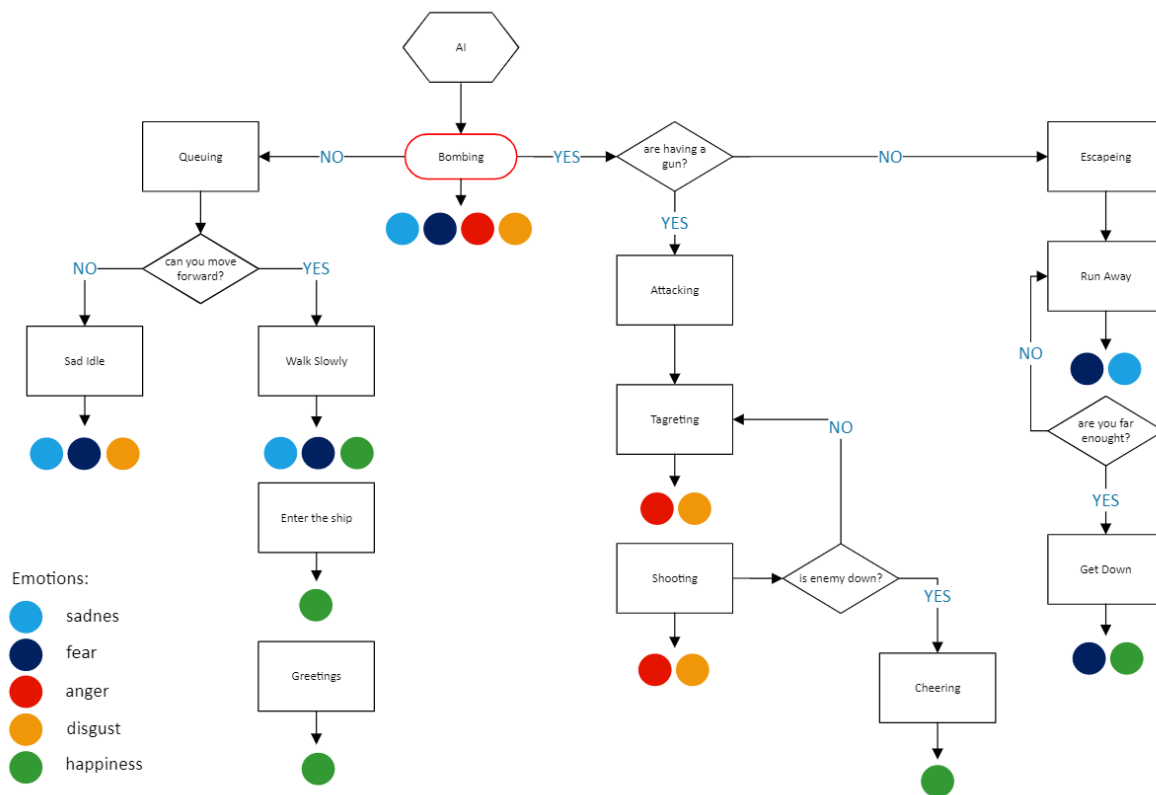 AI
Queuing
NO
Bombing
YES
are having a
gun?
NO
Escapeing
YES
can you move
forward?
NO
YES
Attacking
Run Away
Sad Idle
Walk Slowly
NO
Tagreting
NO
are you far
enought?
YES
Enter the ship
Shooting
is enemy down?
YES
Get Down
Emotions:
sadnes
fear
anger
disgust
happiness
Greetings
Cheering